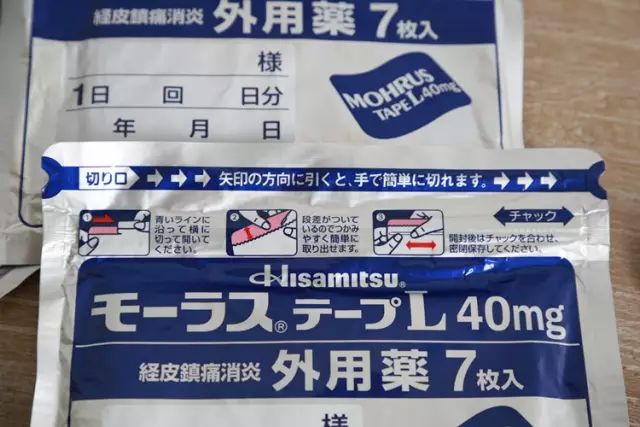 経皮鎮痛消炎 外用薬 7枚入
様
1日 回 日分
年 月 日
MOHRUS
TAPE L 40mg
切り口 矢印の方向に引くと、手で簡単に切れます。
1 青いラインに
沿って横に
切って開いて
ください。
2 段差がついて
いるのでつかみ
やすく簡単に
取り出せます。
3
チャック
開封後はチャックを合わせ、
密閉保存してください。
Hisamitsu®
モーラス®テープL 40mg
経皮鎮痛消炎 外用薬 7枚入
様